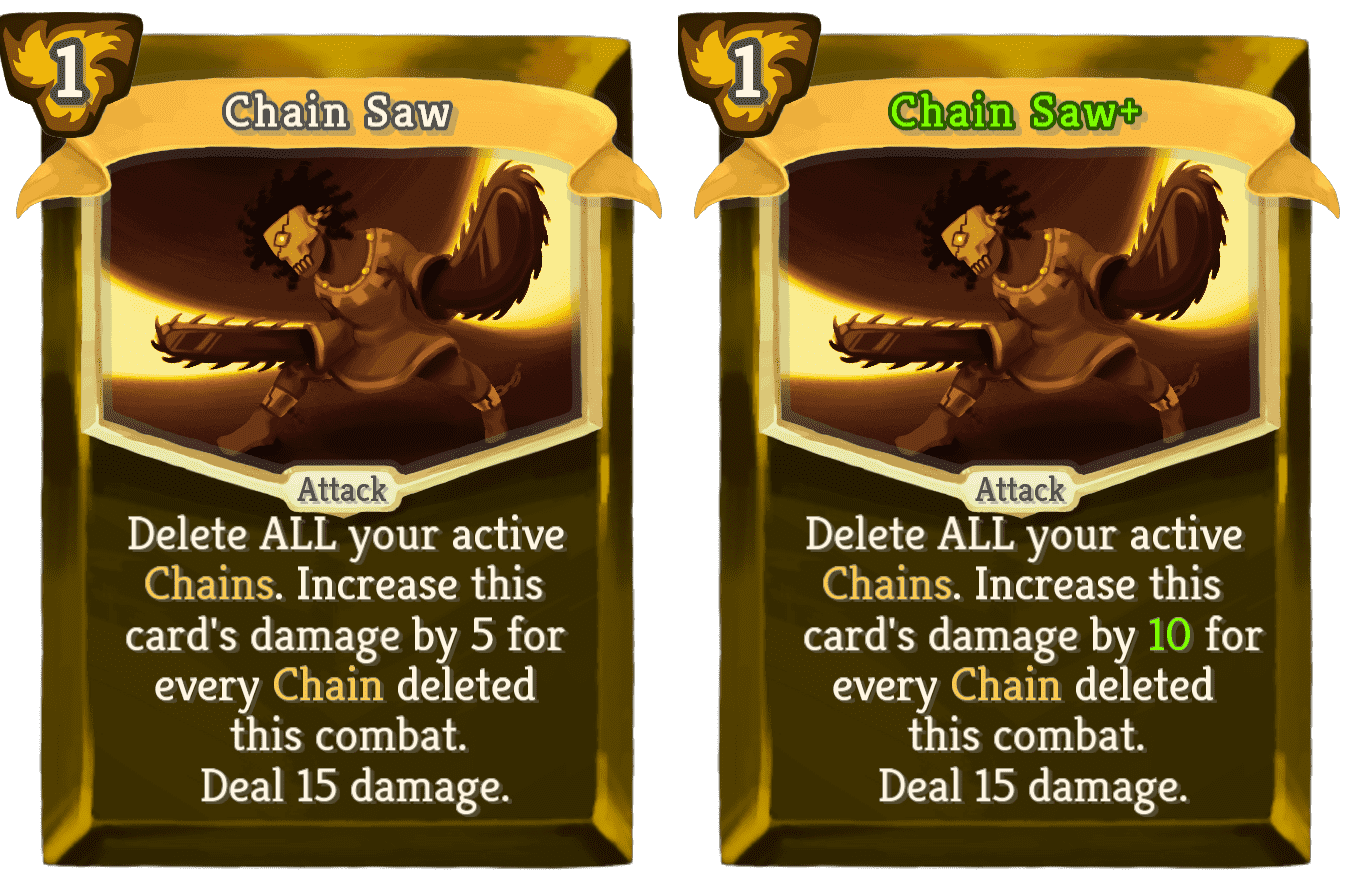 1
Chain Saw
Attack
Delete ALL your active
Chains. Increase this
card's damage by 5 for
every Chain deleted
this combat.
Deal 15 damage.
1
Chain Saw+
Attack
Delete ALL your active
Chains. Increase this
card's damage by 10 for
every Chain deleted
this combat.
Deal 15 damage.